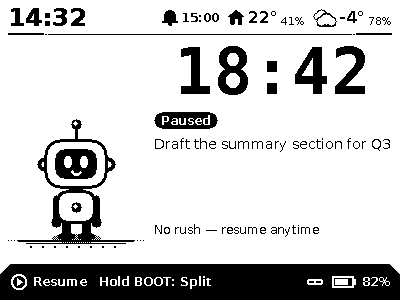 14:32 15:00 22° 41% -4° 78%
18:42
Paused
Draft the summary section for Q3
No rush — resume anytime
Resume Hold BOOT: Split 82%